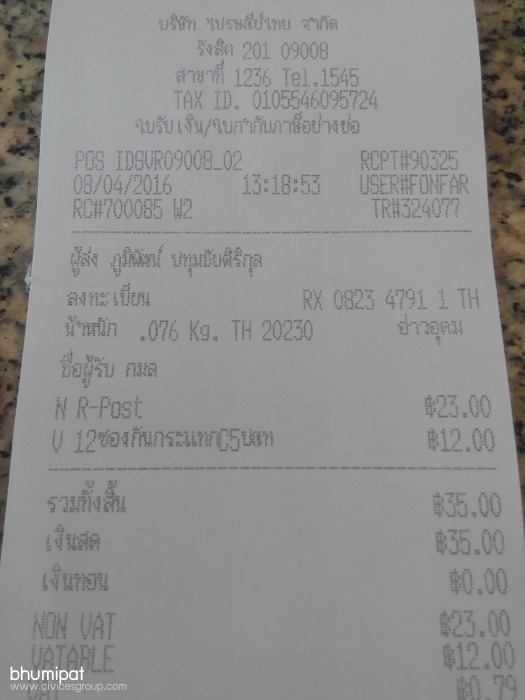 บริษัท ไปรษณีย์ไทย จำกัด
รังสิต 201 09008
สาขาที่ 1236 Tel.1545
TAX ID. 0105546095724
ใบรับเงิน/ใบกำกับภาษีอย่างย่อ
POS IDSVR09008_02 RCPT#90325
08/04/2016 13:18:53 USER#FONFAR
RC#700085 W2 TR#324077
ผู้ส่ง ภูมิพัฒน์ ปทุมชัยศิริกุล
ลงทะเบียน RX 0823 4791 1 TH
น้ำหนัก .076 Kg. TH 20230 อ่าวอุดม
ชื่อผู้รับ กมล
N R-Post ฿23.00
V 12ซองกันกระแทกC5ปณท ฿12.00
รวมทั้งสิ้น ฿35.00
เงินสด ฿35.00
เงินทอน ฿0.00
NON VAT ฿23.00
VATABLE ฿12.00
VAT ฿0.79
bhumipat
www.civicesgroup.com